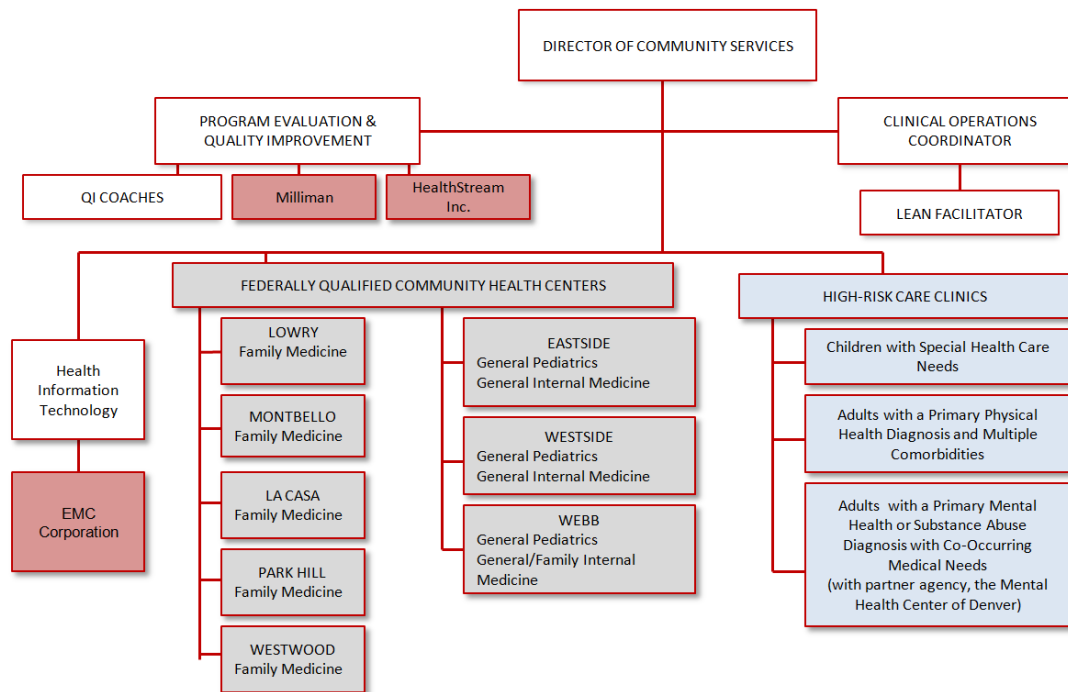 DIRECTOR OF COMMUNITY SERVICES
PROGRAM EVALUATION &
QUALITY IMPROVEMENT
CLINICAL OPERATIONS
COORDINATOR
QI COACHES
Milliman
HealthStream
Inc.
LEAN FACILITATOR
FEDERALLY QUALIFIED COMMUNITY HEALTH CENTERS
HIGH-RISK CARE CLINICS
Health
Information
Technology
EMC
Corporation
LOWRY
Family Medicine
MONTBELLO
Family Medicine
LA CASA
Family Medicine
PARK HILL
Family Medicine
WESTWOOD
Family Medicine
EASTSIDE
General Pediatrics
General Internal Medicine
WESTSIDE
General Pediatrics
General Internal Medicine
WEBB
General Pediatrics
General/Family Internal
Medicine
Children with Special Health Care
Needs
Adults with a Primary Physical
Health Diagnosis and Multiple
Comorbidities
Adults with a Primary Mental
Health or Substance Abuse
Diagnosis with Co-Occurring
Medical Needs
(with partner agency, the Mental
Health Center of Denver)